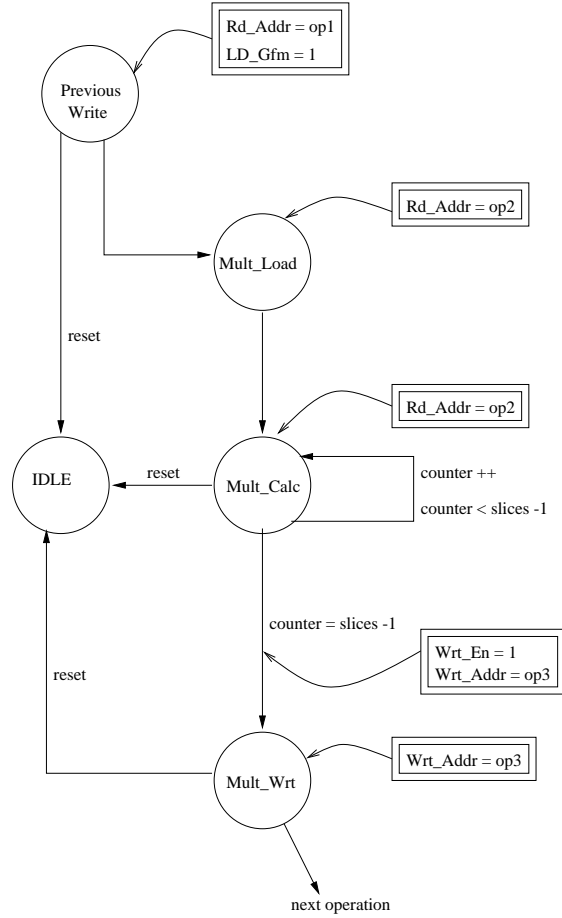 Rd_Addr = op1
LD_Gfm = 1
Previous
Write
Rd_Addr = op2
Mult_Load
reset
Rd_Addr = op2
IDLE
reset
Mult_Calc
counter ++
counter < slices -1
counter = slices -1
Wrt_En = 1
Wrt_Addr = op3
reset
Mult_Wrt
Wrt_Addr = op3
next operation